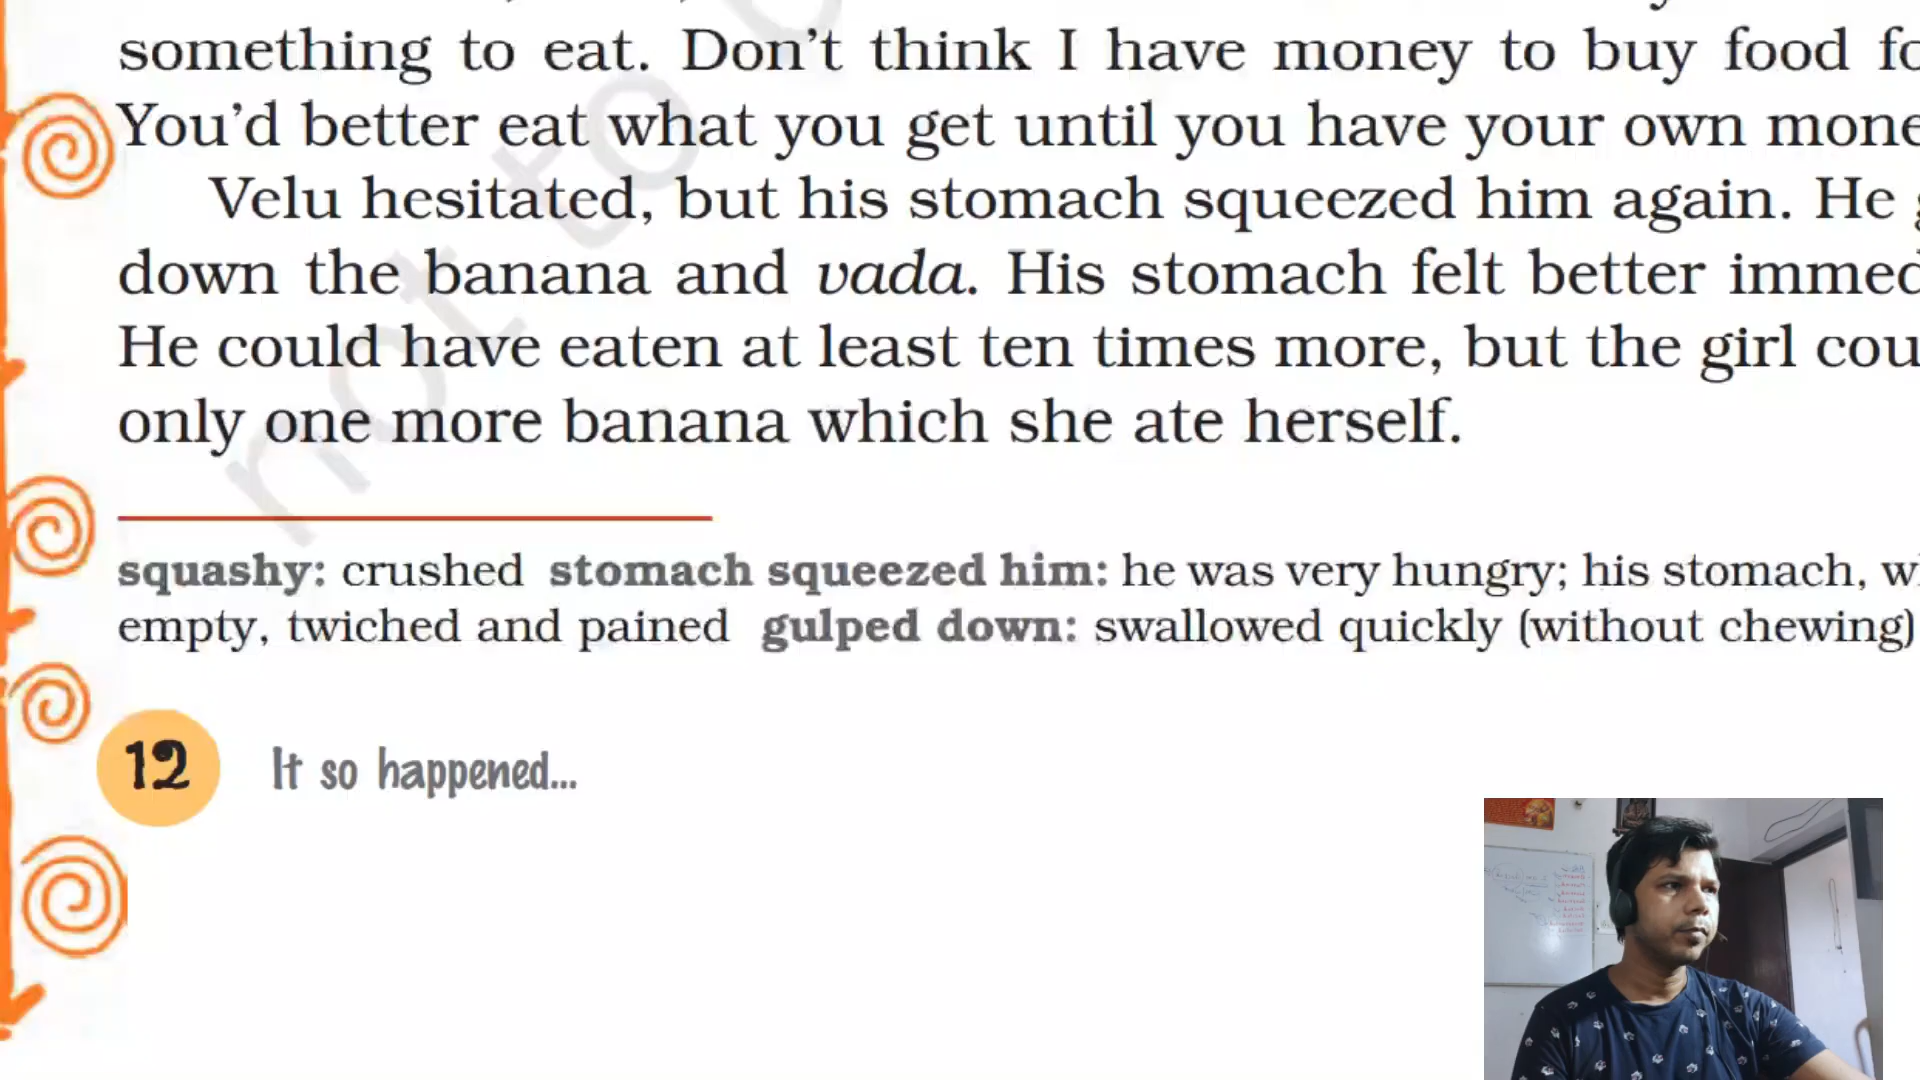 something to eat. Don't think I have money to buy food
You'd better eat what you get until you have your own
Velu hesitated, but his stomach squeezed him again. He
down the banana and vada. His stomach felt better
He could have eaten at least ten times more, but the girl
only one more banana which she ate herself.
not to
squashy: crushed stomach squeezed him: he was very hungry; his stomach,
empty, twiched and pained gulped down: swallowed quickly (without chewing)
12 It so happened...